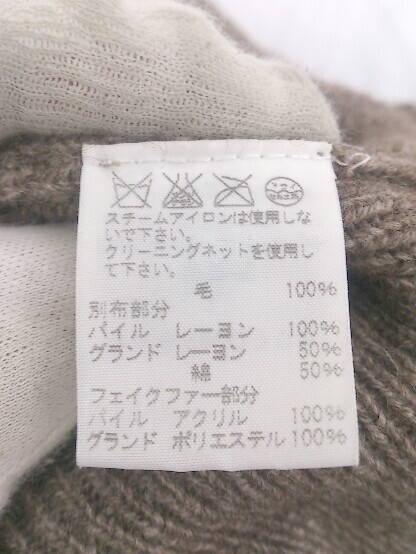 スチームアイロンは使用しな
いで下さい。
クリーニングネットを使用し
て下さい。
毛 100%
別布部分
パイル レーヨン 100%
グランド レーヨン 50%
綿 50%
フェイクファー部分
パイル アクリル 100%
グランド ポリエステル 100%